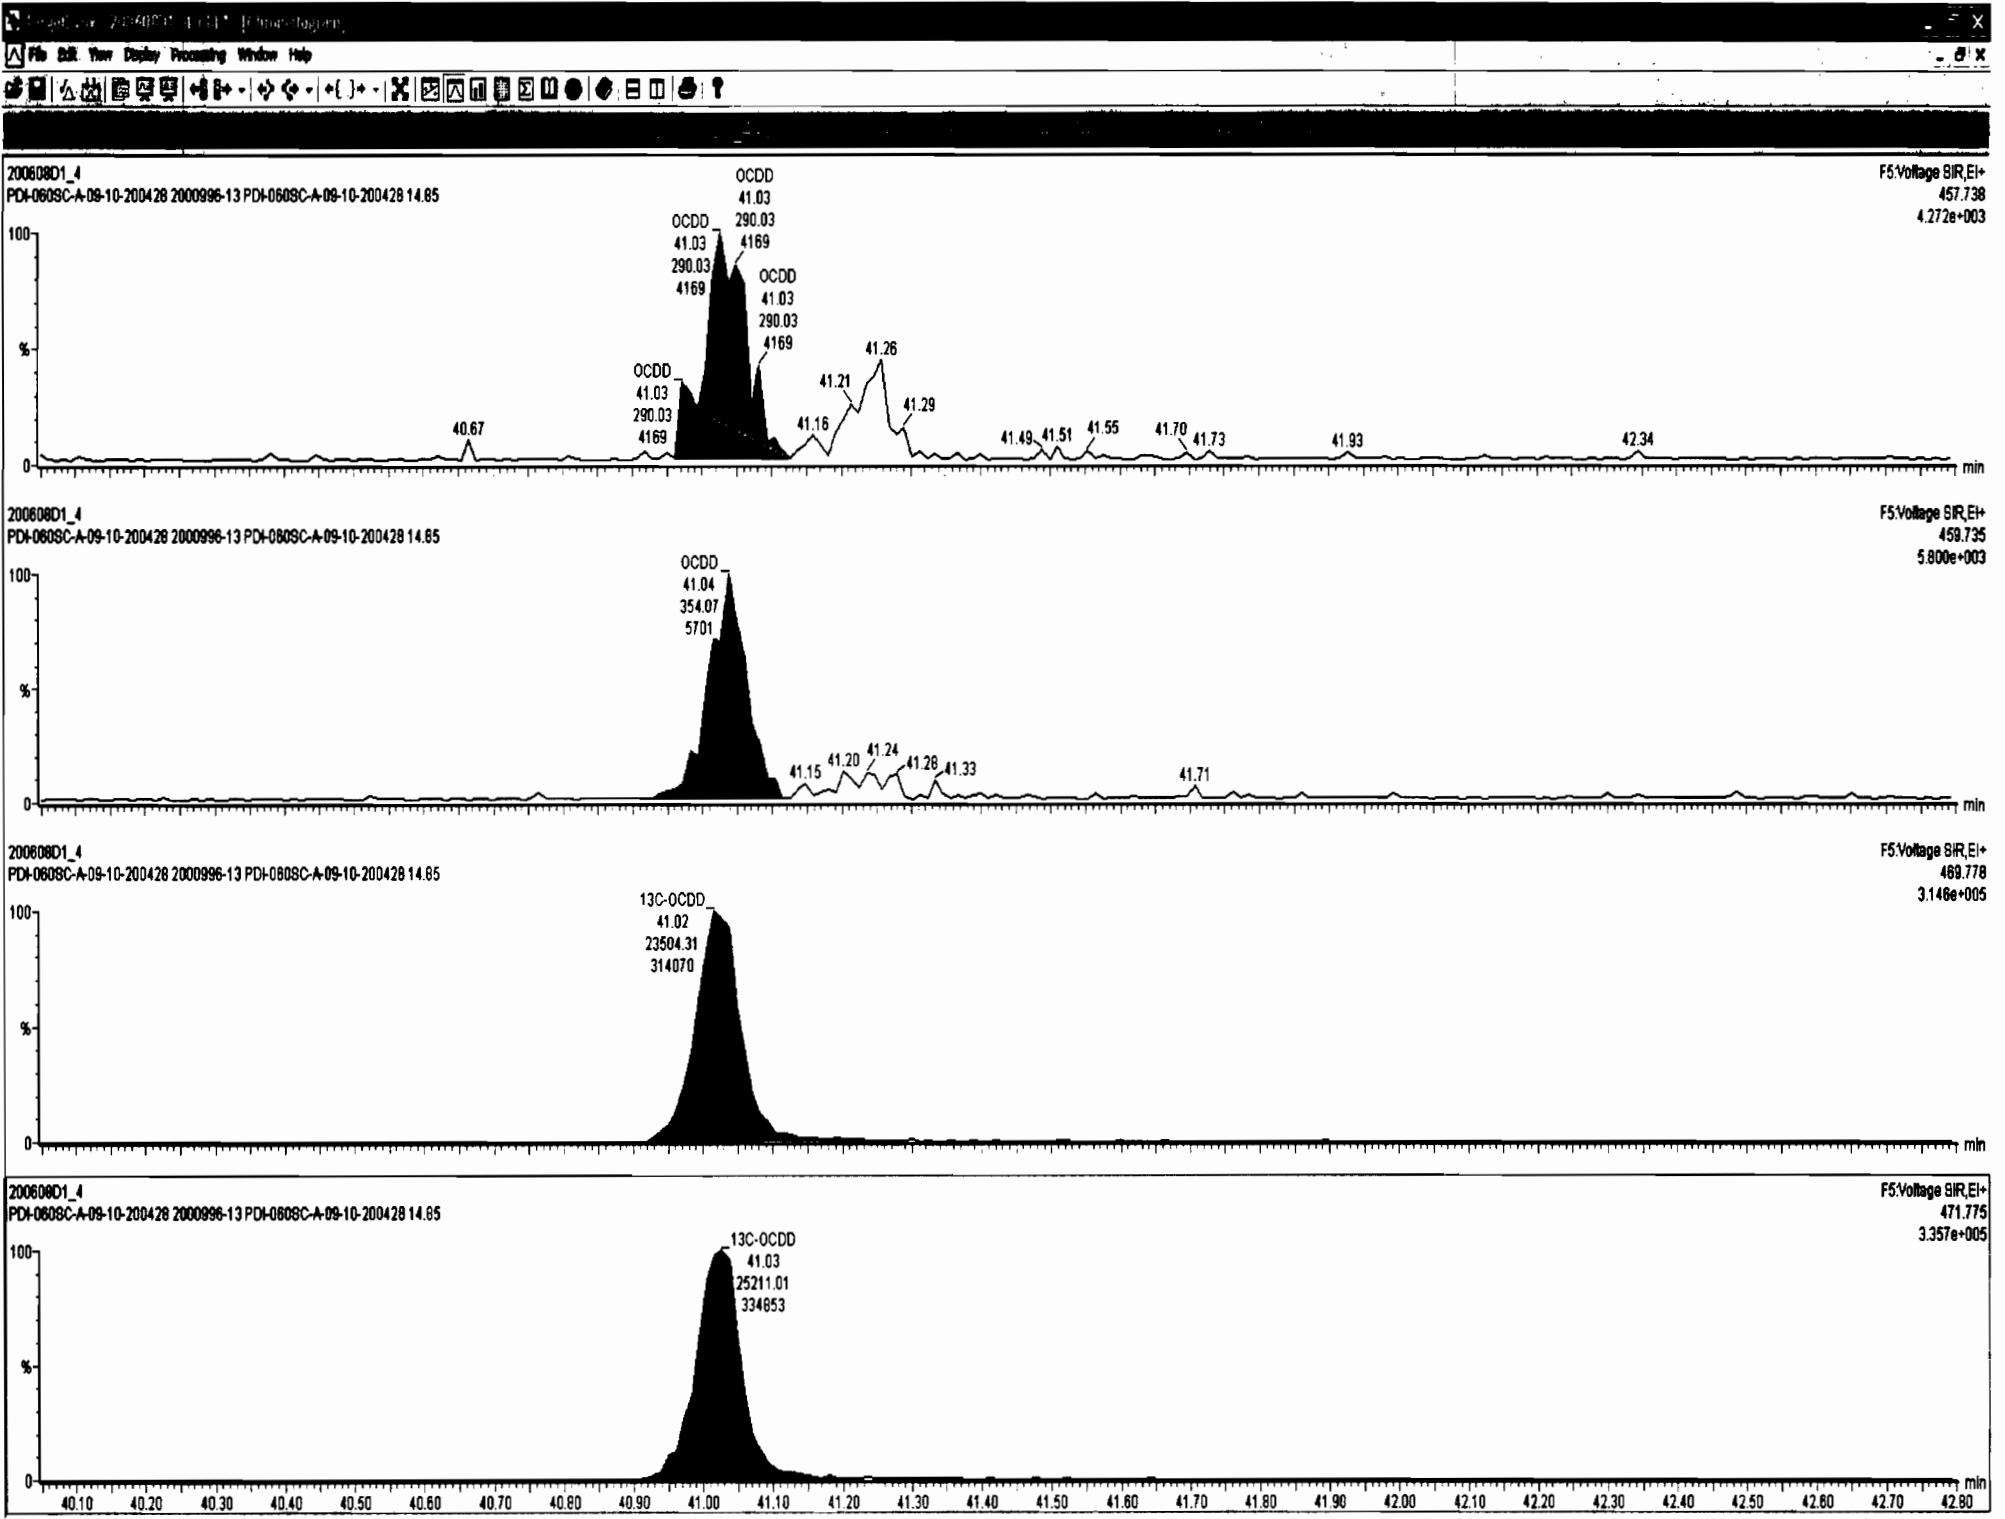 File Edit View Display Processing Window Help
200608D1_4
PDI-060SC-A-09-10-200428 2000996-13 PDI-060SC-A-09-10-200428 14.85
F5:Voltage SIR,EI+
457.738
4.272e+003
OCDD
41.03
290.03
4169
OCDD
41.03
290.03
4169
OCDD
41.03
290.03
4169
OCDD
41.03
290.03
4169
100
%
0
40.67
41.16
41.21
41.26
41.29
41.49
41.51
41.55
41.70
41.73
41.93
42.34
min
200608D1_4
PDI-060SC-A-09-10-200428 2000996-13 PDI-060SC-A-09-10-200428 14.85
F5:Voltage SIR,EI+
459.735
5.800e+003
OCDD
41.04
354.07
5701
100
%
0
41.15
41.20
41.24
41.28
41.33
41.71
min
200608D1_4
PDI-060SC-A-09-10-200428 2000996-13 PDI-060SC-A-09-10-200428 14.85
F5:Voltage SIR,EI+
469.778
3.146e+005
13C-OCDD
41.02
23504.31
314070
100
%
0
min
200608D1_4
PDI-060SC-A-09-10-200428 2000996-13 PDI-060SC-A-09-10-200428 14.85
F5:Voltage SIR,EI+
471.775
3.357e+005
13C-OCDD
41.03
25211.01
334853
100
%
0
min
40.10 40.20 40.30 40.40 40.50 40.60 40.70 40.80 40.90 41.00 41.10 41.20 41.30 41.40 41.50 41.60 41.70 41.80 41.90 42.00 42.10 42.20 42.30 42.40 42.50 42.60 42.70 42.80